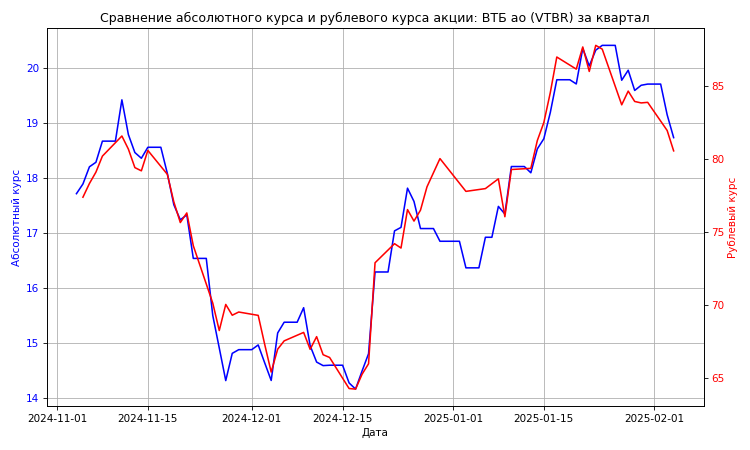 Сравнение абсолютного курса и рублевого курса акции: ВТБ ао (VTBR) за квартал
Абсолютный курс
20
19
18
17
16
15
14
85
80
75
70
65
Рублевый курс
2024-11-01 2024-11-15 2024-12-01 2024-12-15 2025-01-01 2025-01-15 2025-02-01
Дата